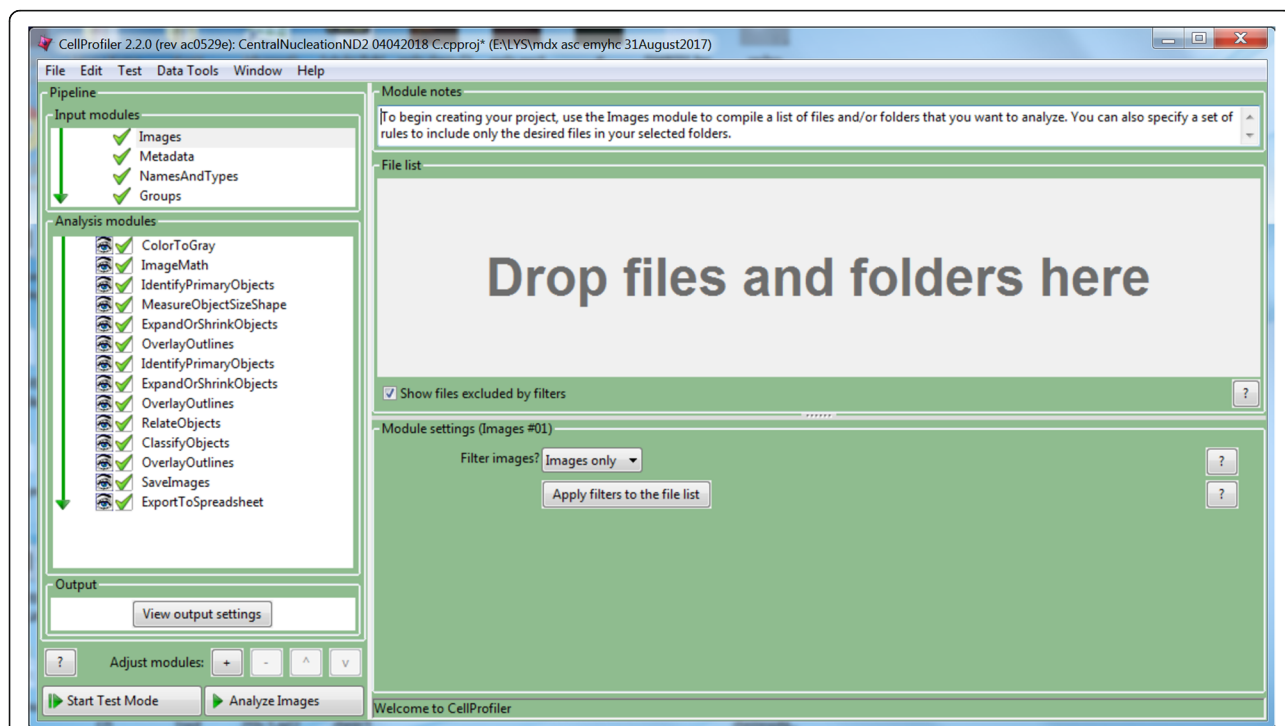 CellProfiler 2.2.0 (rev ac0529e): CentralNucleationND2 04042018 C.cpproj* (E:\LYS\mdx asc emyhc 31August2017)
File Edit Test Data Tools Window Help
Pipeline
Input modules
Images
Metadata
NamesAndTypes
Groups
Analysis modules
ColorToGray
ImageMath
IdentifyPrimaryObjects
MeasureObjectSizeShape
ExpandOrShrinkObjects
OverlayOutlines
IdentifyPrimaryObjects
ExpandOrShrinkObjects
OverlayOutlines
RelateObjects
ClassifyObjects
OverlayOutlines
SaveImages
ExportToSpreadsheet
Output
View output settings
? Adjust modules: + - ^ v
Start Test Mode Analyze Images
Module notes
To begin creating your project, use the Images module to compile a list of files and/or folders that you want to analyze. You can also specify a set of
rules to include only the desired files in your selected folders.
File list
Drop files and folders here
Show files excluded by filters ?
Module settings (Images #01)
Filter images? Images only ?
Apply filters to the file list ?
Welcome to CellProfiler